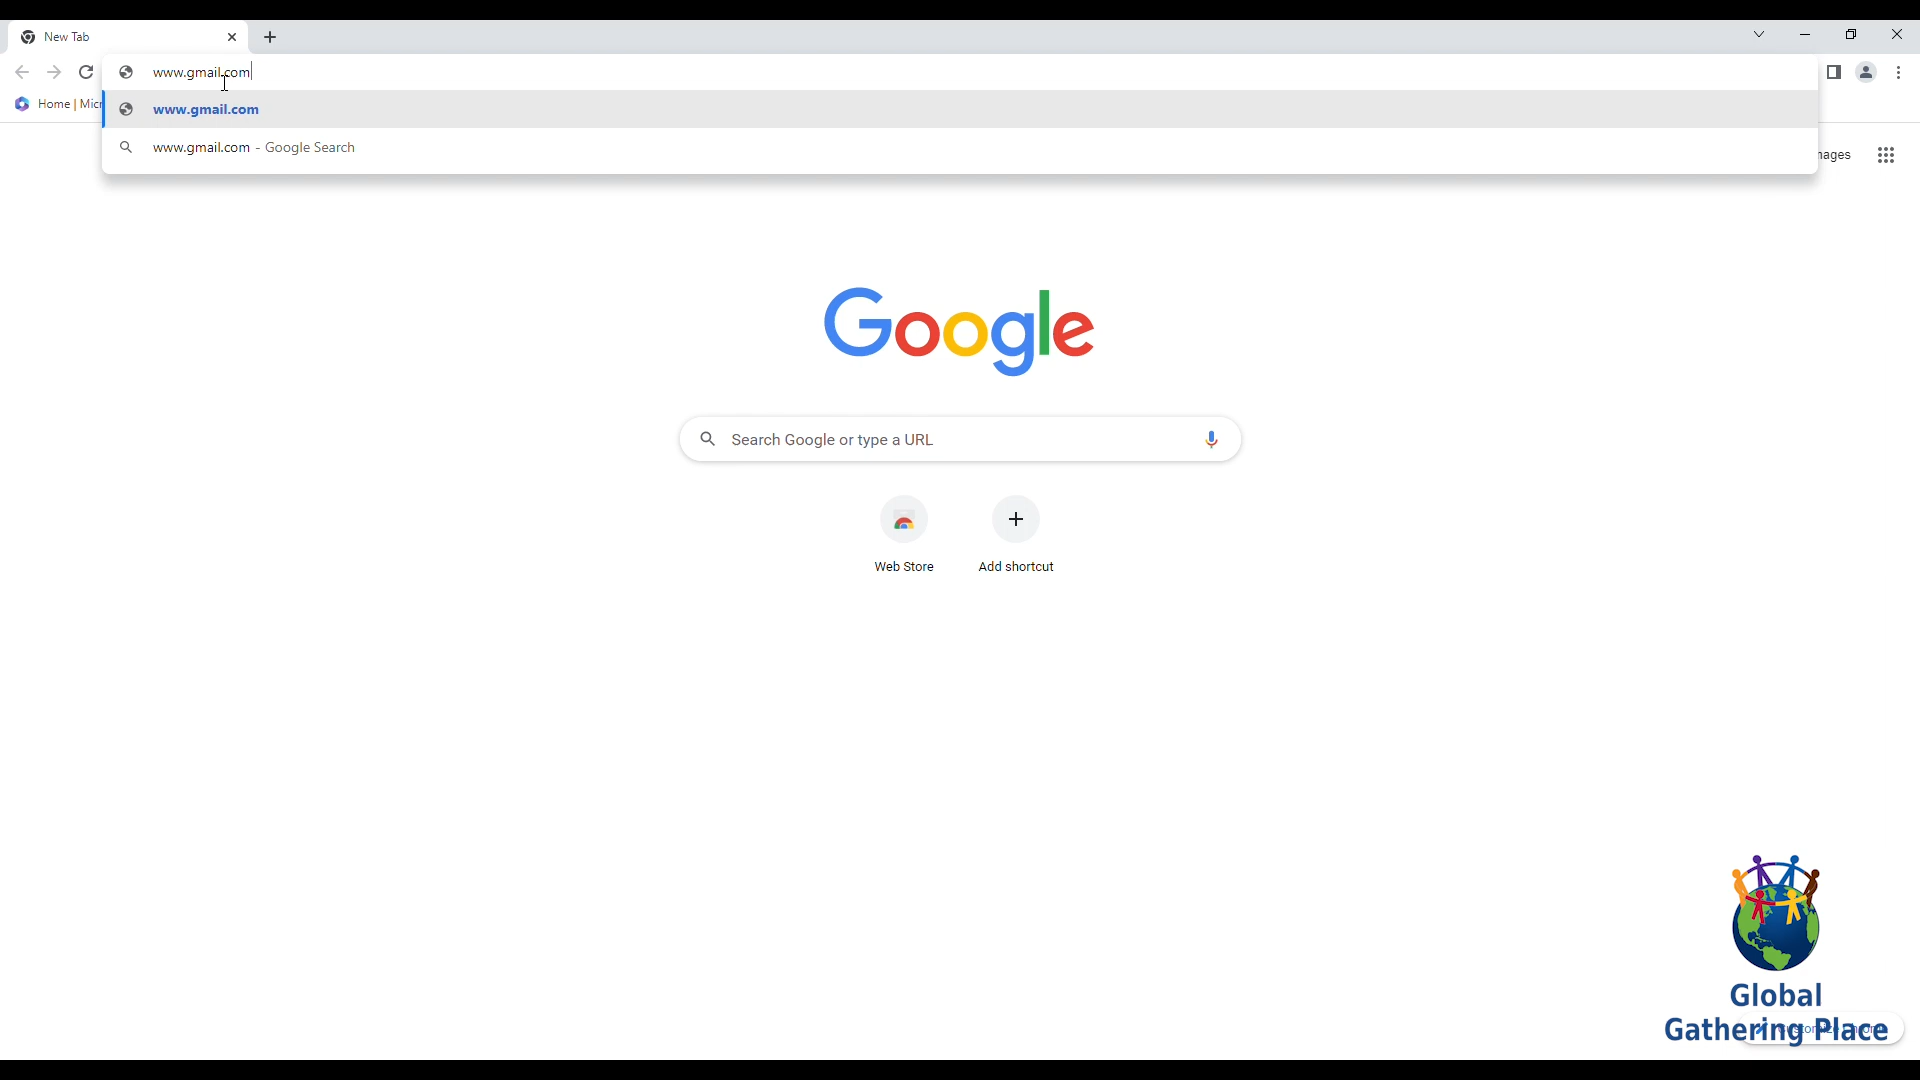 New Tab
www.gmail.com
Home | Micr
www.gmail.com
www.gmail.com - Google Search
ages
Google
Search Google or type a URL
Web Store
Add shortcut
Global
Gathering Place